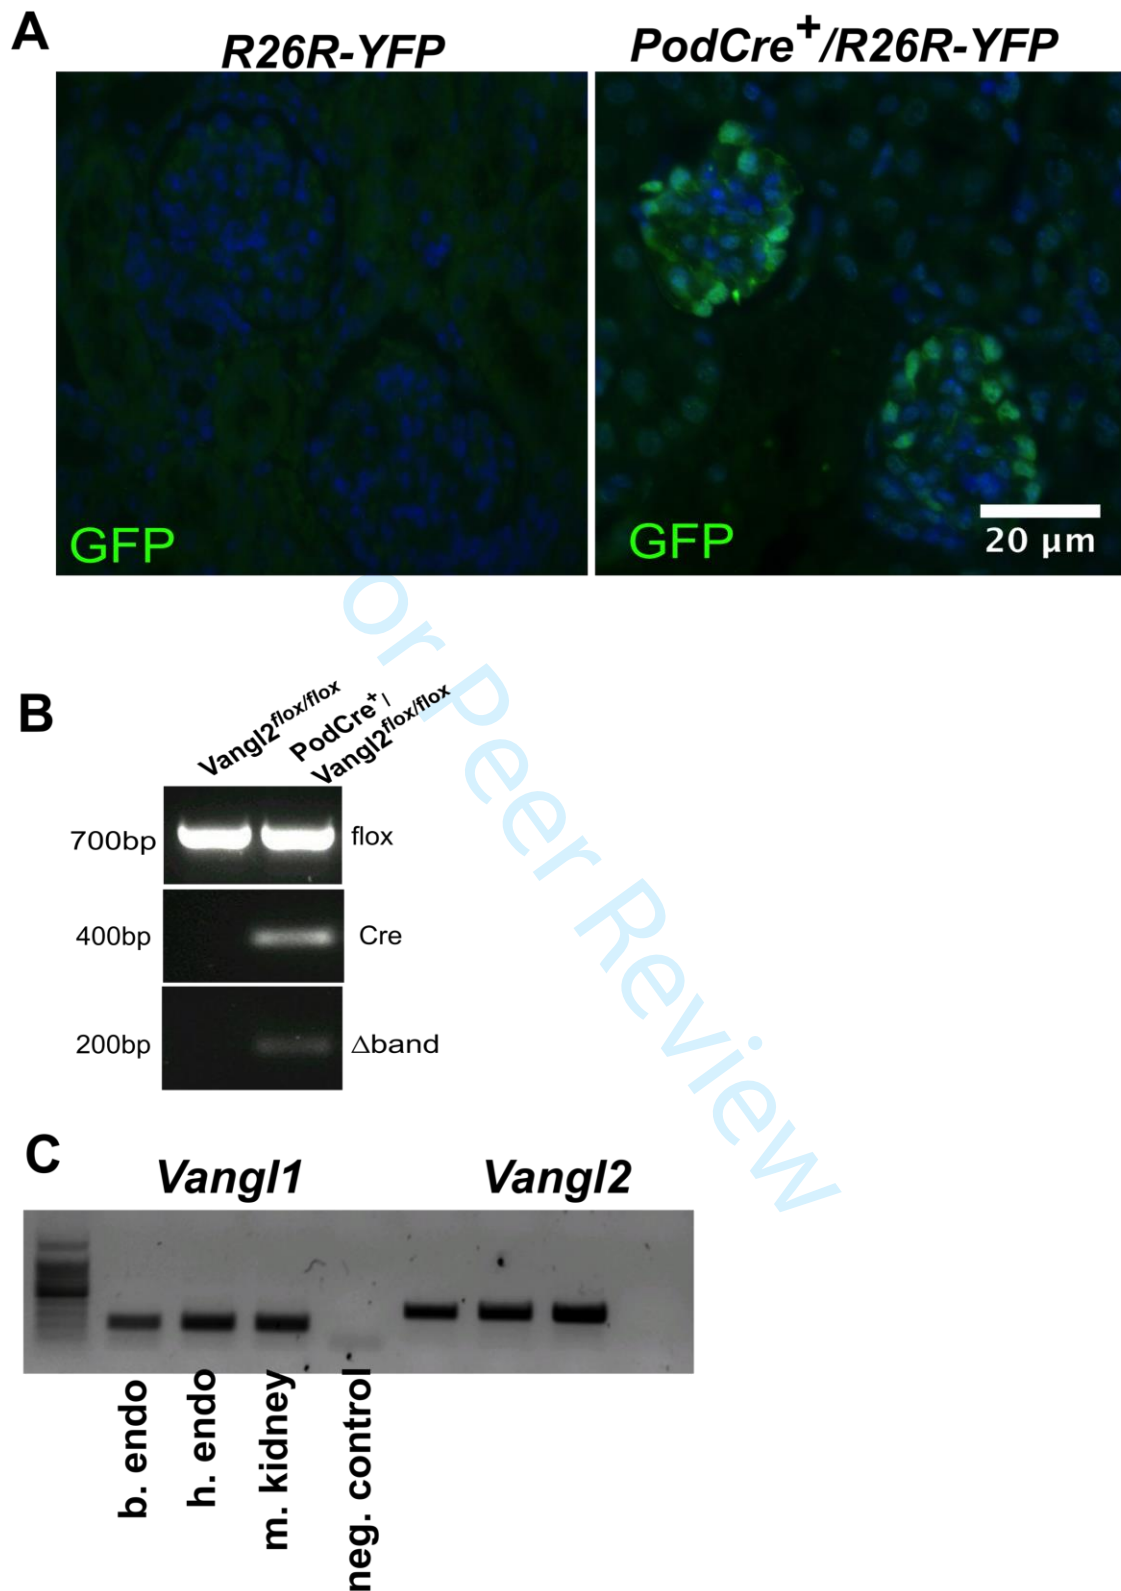 A
R26R-YFP
PodCre+/R26R-YFP
GFP
GFP
20 µm
or Peer Review
B
Vangl2flox/flox
PodCre+/
Vangl2flox/flox
700bp
flox
400bp
Cre
200bp
Δband
C
Vangl1
Vangl2
b. endo
h. endo
m. kidney
neg. control